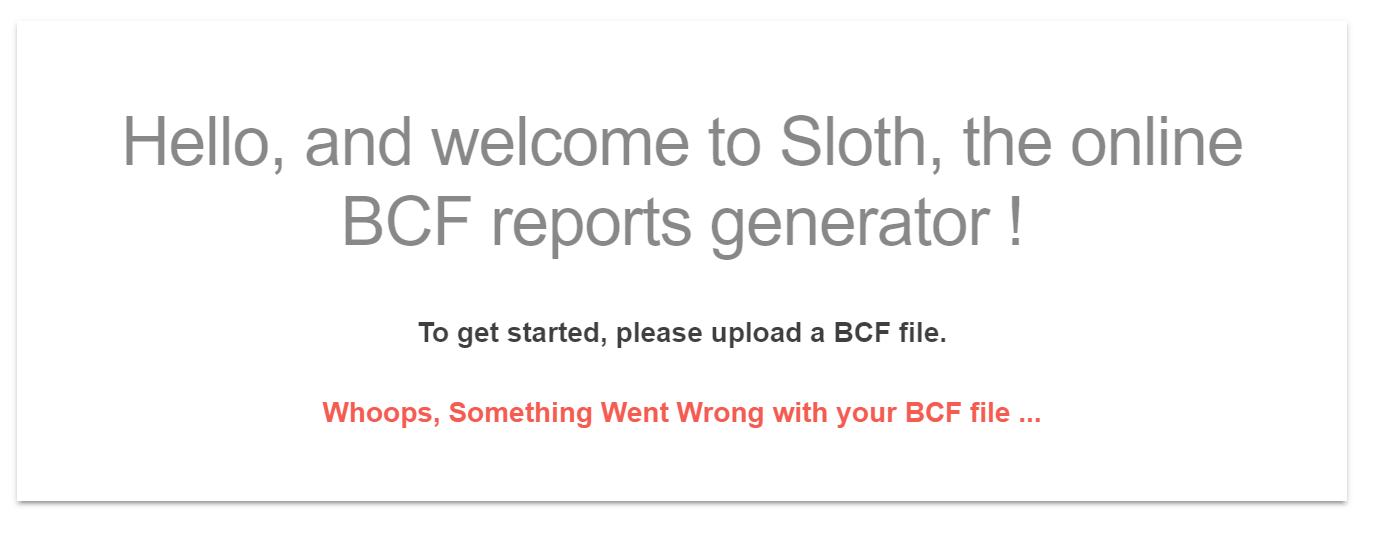 Hello, and welcome to Sloth, the online
BCF reports generator !
To get started, please upload a BCF file.
Whoops, Something Went Wrong with your BCF file ...